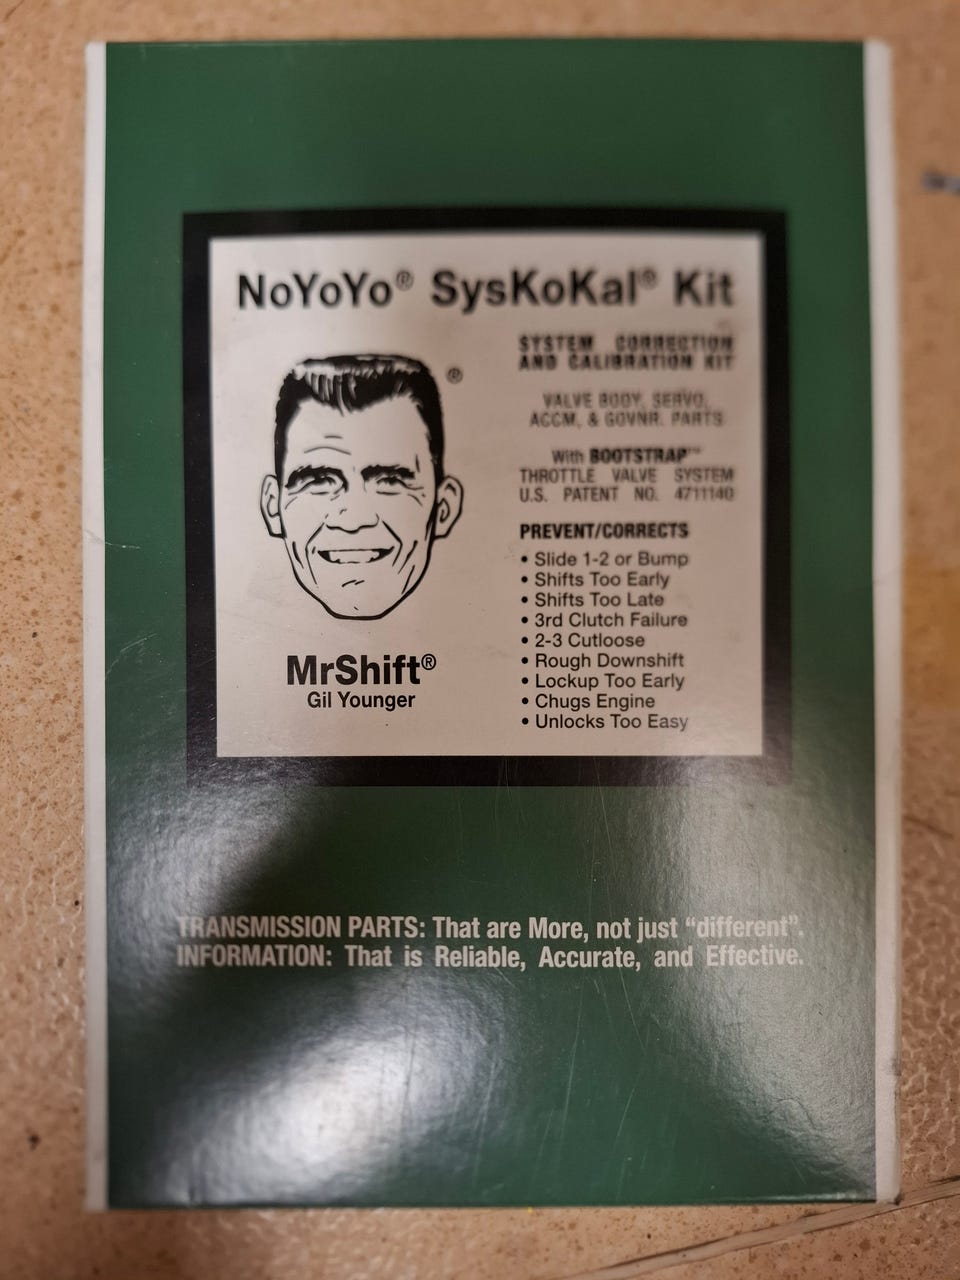 NoYoYo® SysKoKal® Kit
SYSTEM CORRECTION
AND CALIBRATION KIT
VALVE BODY, SERVO,
ACCM, & GOVNR. PARTS
With BOOTSTRAP™
THROTTLE VALVE SYSTEM
U.S. PATENT NO. 4711140
PREVENT/CORRECTS
• Slide 1-2 or Bump
• Shifts Too Early
• Shifts Too Late
• 3rd Clutch Failure
• 2-3 Cutloose
• Rough Downshift
• Lockup Too Early
• Chugs Engine
• Unlocks Too Easy
®
MrShift®
Gil Younger
TRANSMISSION PARTS: That are More, not just “different”.
INFORMATION: That is Reliable, Accurate, and Effective.